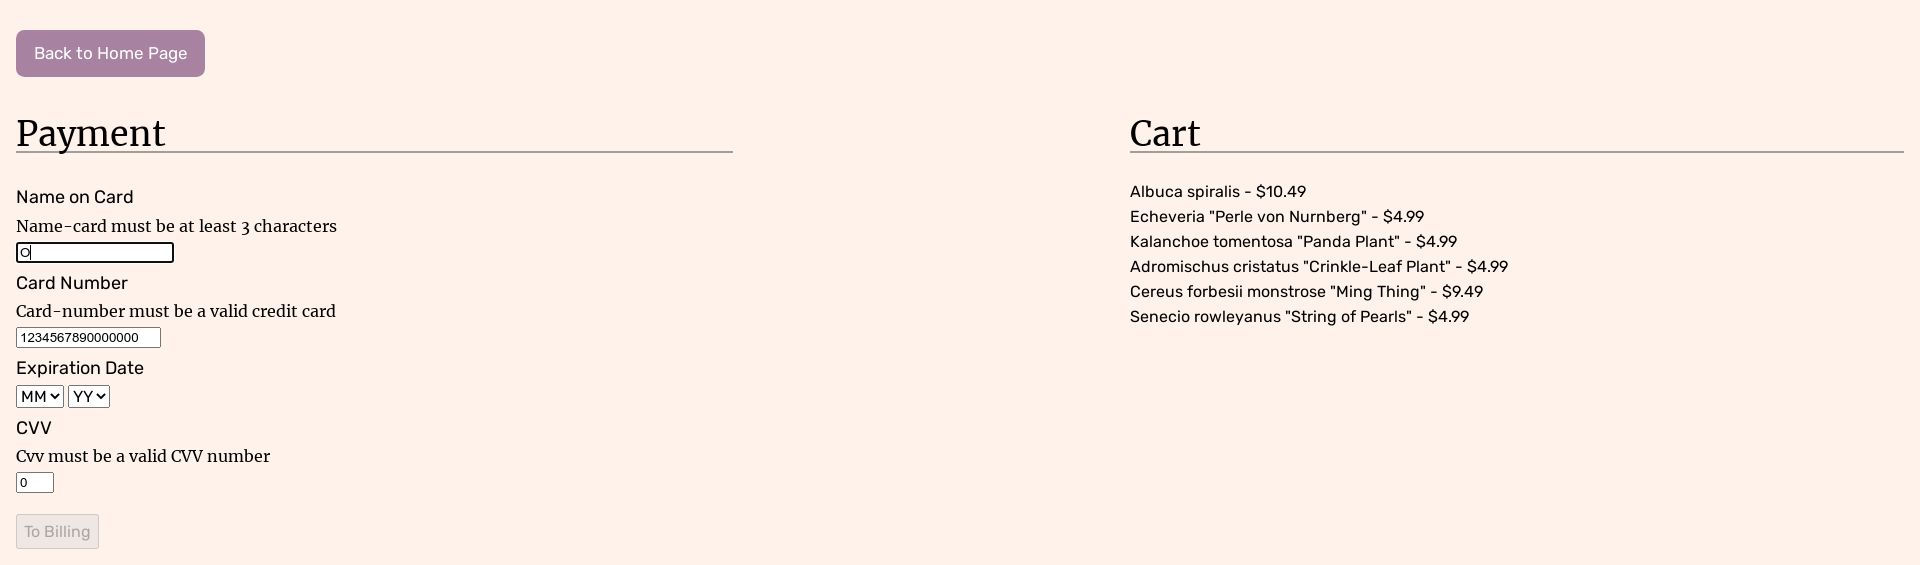 Back to Home Page
Payment
Name on Card
Name-card must be at least 3 characters
O
Card Number
Card-number must be a valid credit card
1234567890000000
Expiration Date
MM YY
CVV
Cvv must be a valid CVV number
0
To Billing
Cart
Albuca spiralis - $10.49
Echeveria "Perle von Nurnberg" - $4.99
Kalanchoe tomentosa "Panda Plant" - $4.99
Adromischus cristatus "Crinkle-Leaf Plant" - $4.99
Cereus forbesii monstrose "Ming Thing" - $9.49
Senecio rowleyanus "String of Pearls" - $4.99